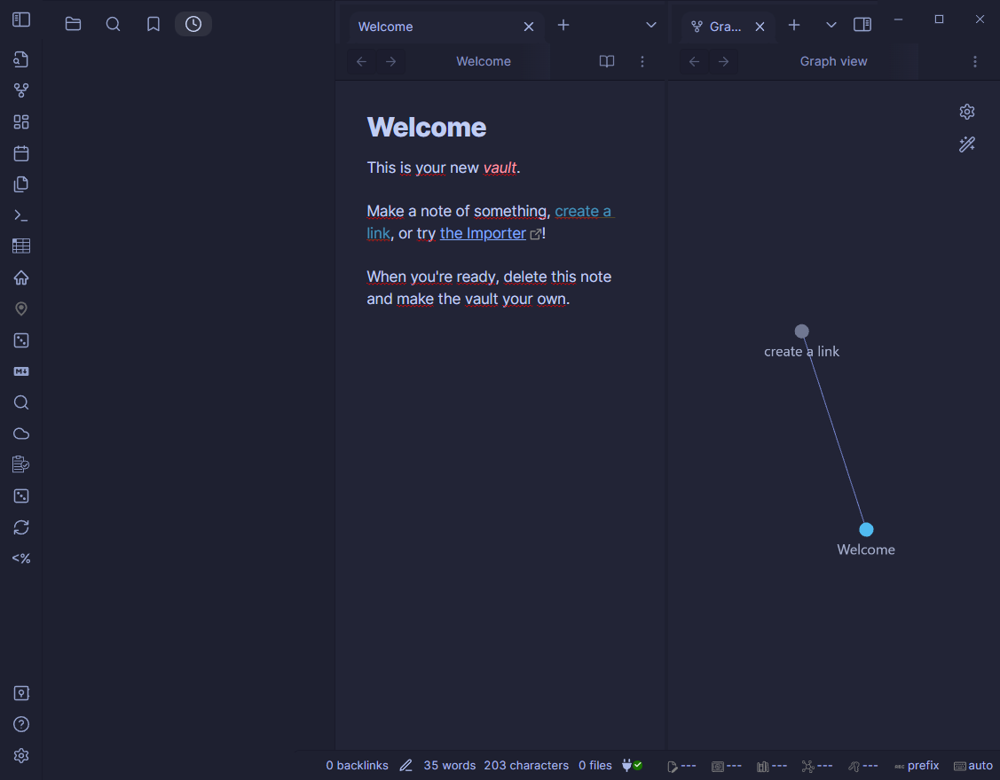 Welcome
Gra...
Welcome
Graph view
Welcome
This is your new vault.
Make a note of something, create a
link, or try the Importer!
When you're ready, delete this note
and make the vault your own.
create a link
Welcome
<%
0 backlinks 35 words 203 characters 0 files --- --- --- --- --- ABC prefix auto